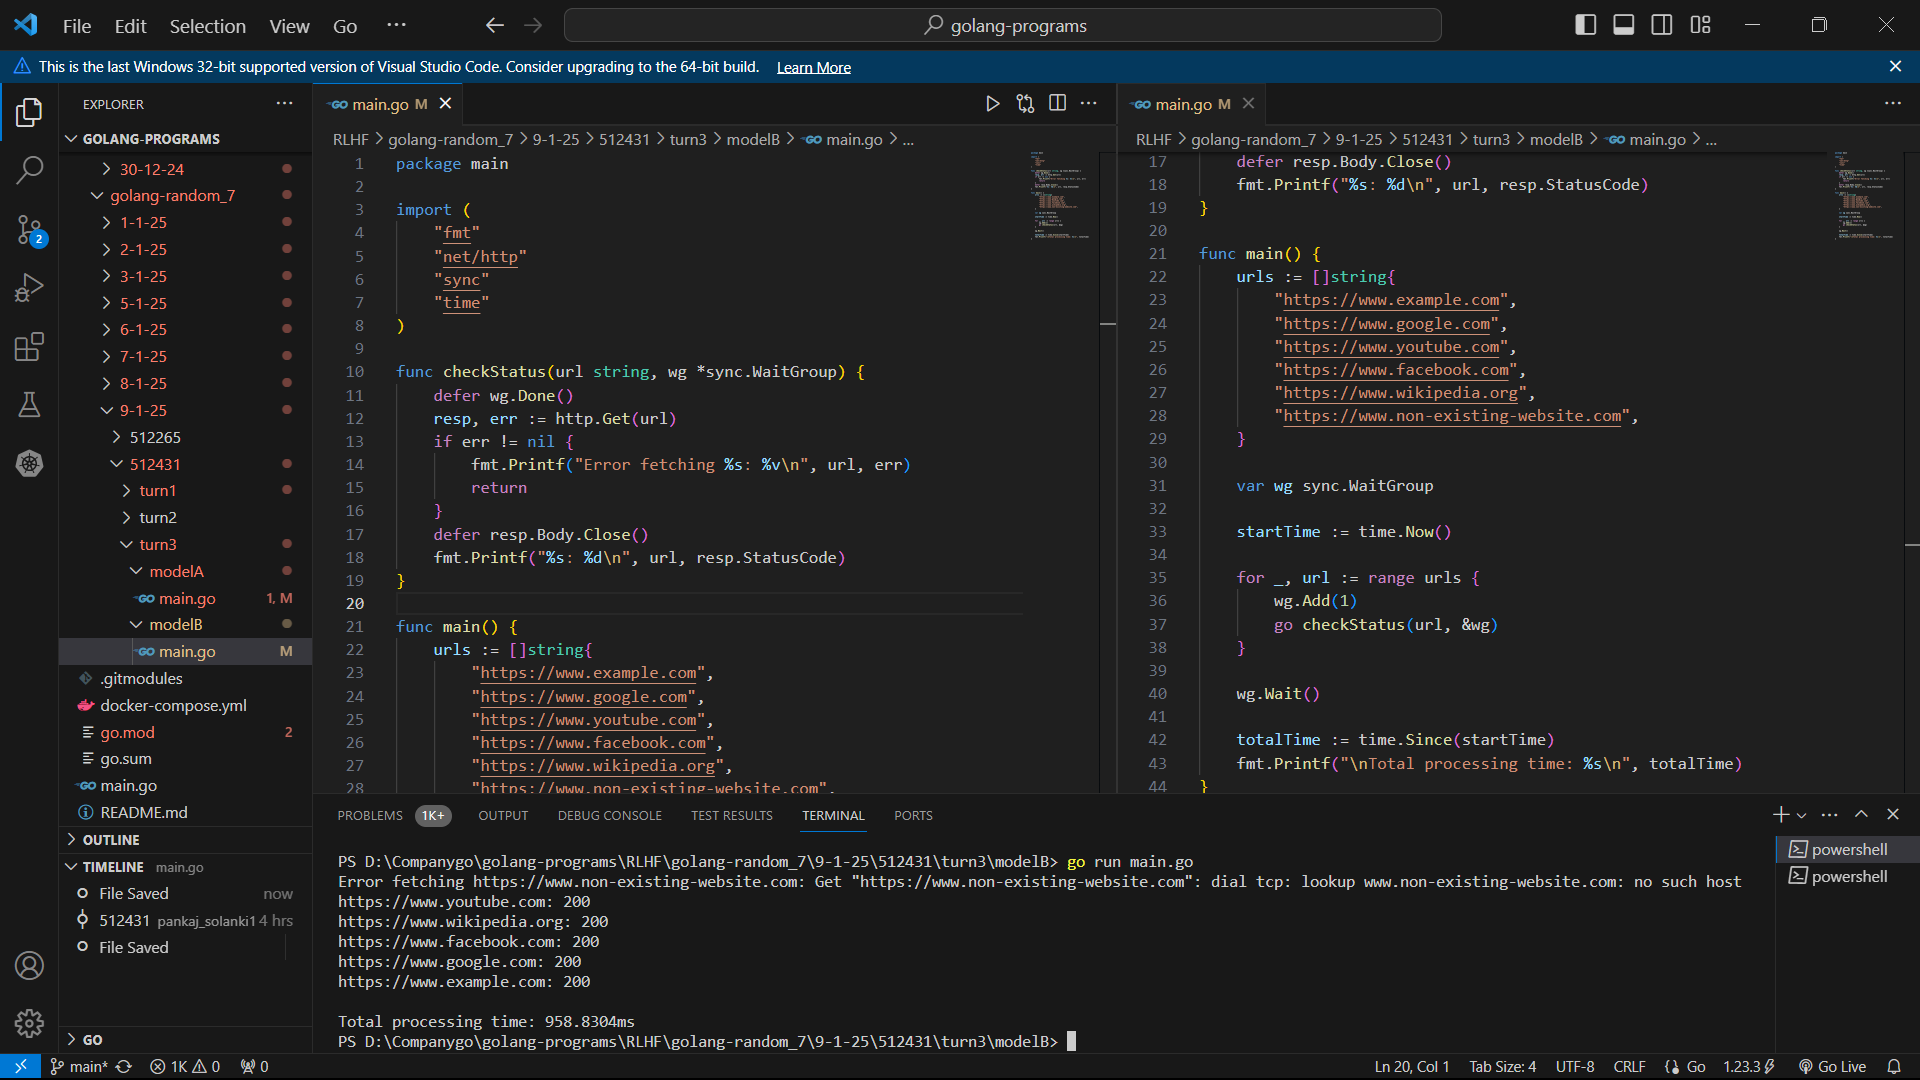 File Edit Selection View Go ···
golang-programs
This is the last Windows 32-bit supported version of Visual Studio Code. Consider upgrading to the 64-bit build. Learn More
EXPLORER ···
GOLANG-PROGRAMS
30-12-24
golang-random_7
1-1-25
2-1-25
3-1-25
5-1-25
6-1-25
7-1-25
8-1-25
9-1-25
512265
512431
turn1
turn2
turn3
modelA
main.go 1, M
modelB
main.go M
.gitmodules
docker-compose.yml
go.mod 2
go.sum
main.go
README.md
OUTLINE
TIMELINE main.go
File Saved now
512431 pankaj_solanki1 4 hrs
File Saved
GO
2
main.go M
RLHF > golang-random_7 > 9-1-25 > 512431 > turn3 > modelB > main.go > ...
1 package main
2
3 import (
4 "fmt"
5 "net/http"
6 "sync"
7 "time"
8 )
9
10 func checkStatus(url string, wg *sync.WaitGroup) {
11 defer wg.Done()
12 resp, err := http.Get(url)
13 if err != nil {
14 fmt.Printf("Error fetching %s: %v\n", url, err)
15 return
16 }
17 defer resp.Body.Close()
18 fmt.Printf("%s: %d\n", url, resp.StatusCode)
19 }
20
21 func main() {
22 urls := []string{
23 "https://www.example.com",
24 "https://www.google.com",
25 "https://www.youtube.com",
26 "https://www.facebook.com",
27 "https://www.wikipedia.org",
28 "https://www.non-existing-website.com",
main.go M
RLHF > golang-random_7 > 9-1-25 > 512431 > turn3 > modelB > main.go > ...
17 defer resp.Body.Close()
18 fmt.Printf("%s: %d\n", url, resp.StatusCode)
19 }
20
21 func main() {
22 urls := []string{
23 "https://www.example.com",
24 "https://www.google.com",
25 "https://www.youtube.com",
26 "https://www.facebook.com",
27 "https://www.wikipedia.org",
28 "https://www.non-existing-website.com",
29 }
30
31 var wg sync.WaitGroup
32
33 startTime := time.Now()
34
35 for _, url := range urls {
36 wg.Add(1)
37 go checkStatus(url, &wg)
38 }
39
40 wg.Wait()
41
42 totalTime := time.Since(startTime)
43 fmt.Printf("\nTotal processing time: %s\n", totalTime)
44 }
PROBLEMS 1K+ OUTPUT DEBUG CONSOLE TEST RESULTS TERMINAL PORTS
PS D:\Companygo\golang-programs\RLHF\golang-random_7\9-1-25\512431\turn3\modelB> go run main.go
Error fetching https://www.non-existing-website.com: Get "https://www.non-existing-website.com": dial tcp: lookup www.non-existing-website.com: no such host
https://www.youtube.com: 200
https://www.wikipedia.org: 200
https://www.facebook.com: 200
https://www.google.com: 200
https://www.example.com: 200
Total processing time: 958.8304ms
PS D:\Companygo\golang-programs\RLHF\golang-random_7\9-1-25\512431\turn3\modelB>
powershell
powershell
main* 1K 0 0 Ln 20, Col 1 Tab Size: 4 UTF-8 CRLF Go 1.23.3 Go Live